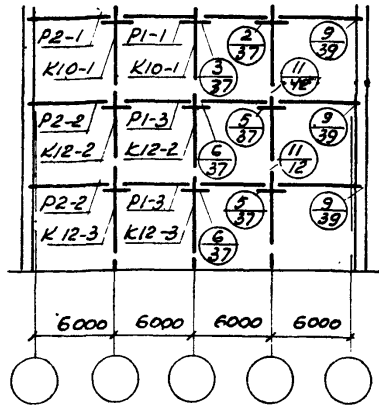 P2-1 P1-1 2/37 9/39
K10-1 K10-1 3/37 11
P2-2 P1-3 5/37 9/39
K12-2 K12-2 6/37 11/12
P2-2 P1-3 5/37 9/39
K12-3 K12-3 6/37
6000 6000 6000 6000